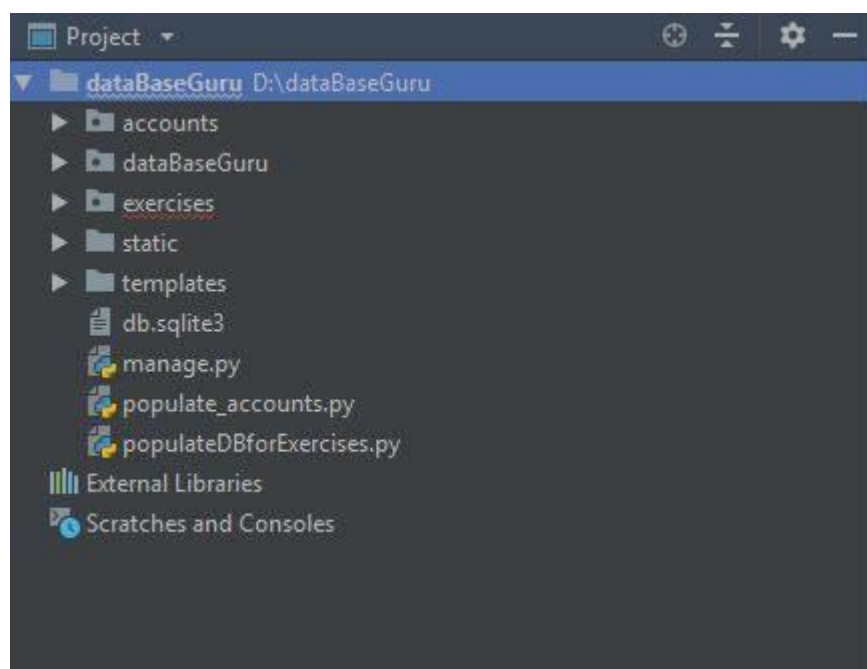 Project
dataBaseGuru D:\dataBaseGuru
accounts
dataBaseGuru
exercises
static
templates
db.sqlite3
manage.py
populate_accounts.py
populateDBforExercises.py
External Libraries
Scratches and Consoles